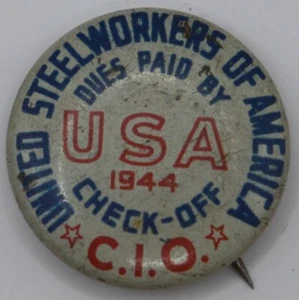 UNITED STEELWORKERS OF AMERICA
DUES PAID BY
USA
1944
CHECK-OFF
C.I.O.